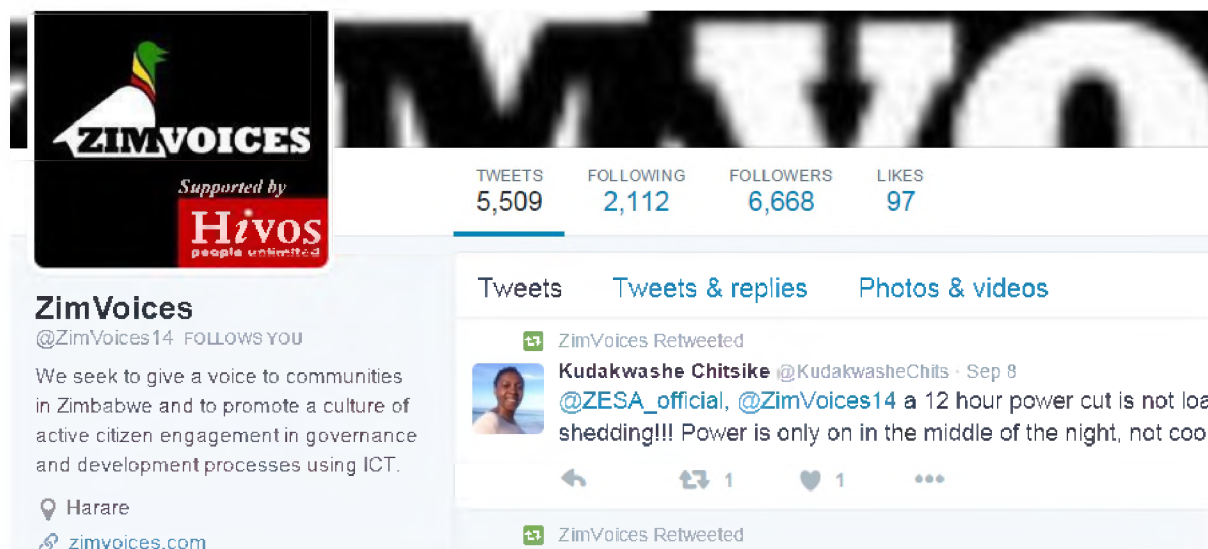 ZIMVOICES
Supported by
Hivos
people unlimited
TWEETS FOLLOWING FOLLOWERS LIKES
5,509 2,112 6,668 97
ZimVoices
@ZimVoices14 FOLLOWS YOU
We seek to give a voice to communities
in Zimbabwe and to promote a culture of
active citizen engagement in governance
and development processes using ICT.
Harare
zimvoices.com
Tweets Tweets & replies Photos & videos
ZimVoices Retweeted
Kudakwashe Chitsike @KudakwasheChits · Sep 8
@ZESA_official, @ZimVoices14 a 12 hour power cut is not loa
shedding!!! Power is only on in the middle of the night, not coo
1 1
ZimVoices Retweeted